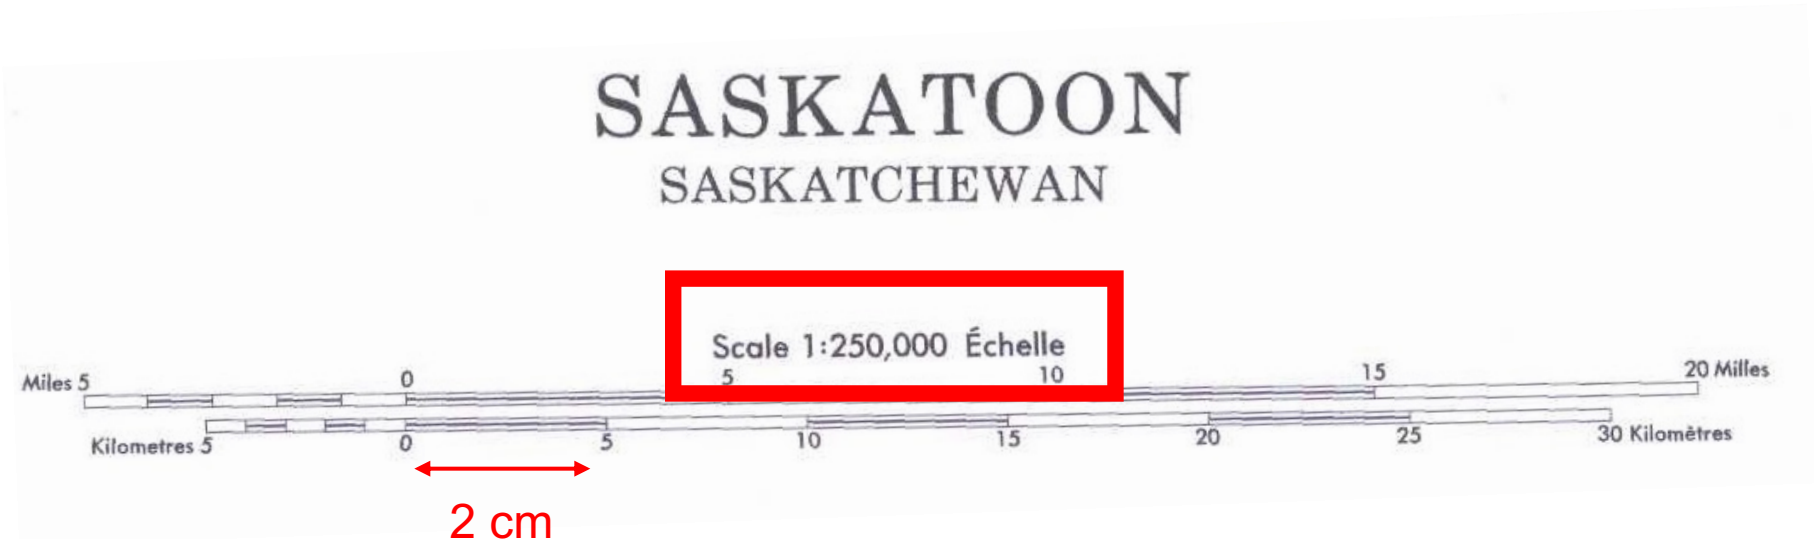 SASKATOON
SASKATCHEWAN
Scale 1:250,000 Échelle
Miles 5 0 5 10 15 20 Milles
Kilometres 5 0 5 10 15 20 25 30 Kilomètres
2 cm